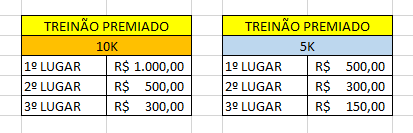 TREINÃO PREMIADO
10K
1º LUGAR R$ 1.000,00
2º LUGAR R$ 500,00
3º LUGAR R$ 300,00
TREINÃO PREMIADO
5K
1º LUGAR R$ 500,00
2º LUGAR R$ 300,00
3º LUGAR R$ 150,00